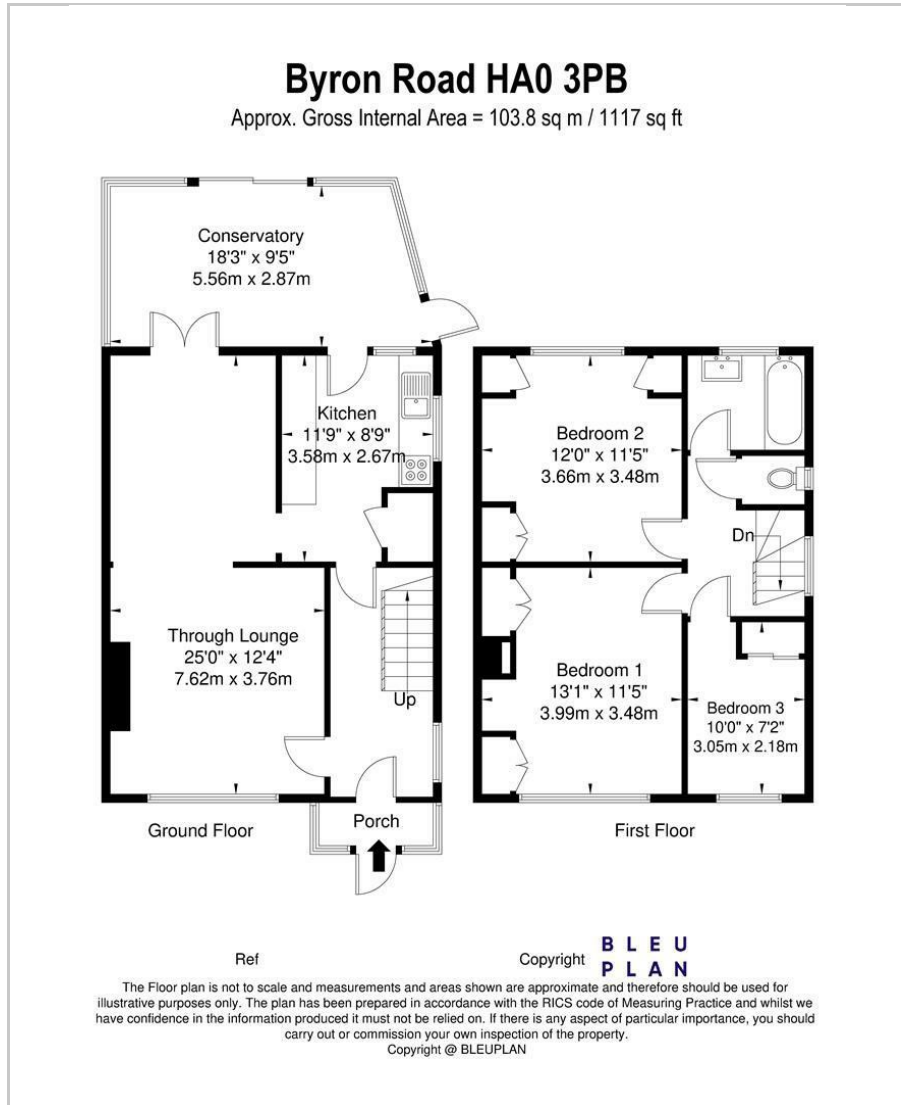 Byron Road HA0 3PB
Approx. Gross Internal Area = 103.8 sq m / 1117 sq ft
Conservatory
18'3" x 9'5"
5.56m x 2.87m
Kitchen
11'9" x 8'9"
3.58m x 2.67m
Through Lounge
25'0" x 12'4"
7.62m x 3.76m
Up
Porch
Ground Floor
Bedroom 2
12'0" x 11'5"
3.66m x 3.48m
Dn
Bedroom 1
13'1" x 11'5"
3.99m x 3.48m
Bedroom 3
10'0" x 7'2"
3.05m x 2.18m
First Floor
Ref
Copyright
BLEU
PLAN
The Floor plan is not to scale and measurements and areas shown are approximate and therefore should be used for
illustrative purposes only. The plan has been prepared in accordance with the RICS code of Measuring Practice and whilst we
have confidence in the information produced it must not be relied on. If there is any aspect of particular importance, you should
carry out or commission your own inspection of the property.
Copyright @ BLEUPLAN